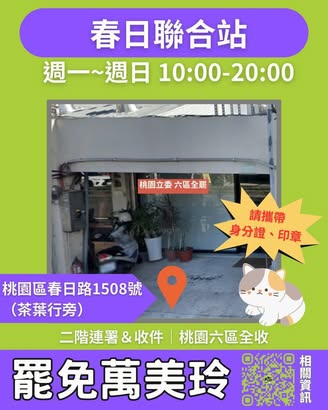 春日聯合站
週一~週日 10:00-20:00
桃園立委 六區全罷
請攜帶
身分證、印章
桃園區春日路1508號
（茶葉行旁）
二階連署＆收件｜桃園六區全收
罷免萬美玲
相關資訊